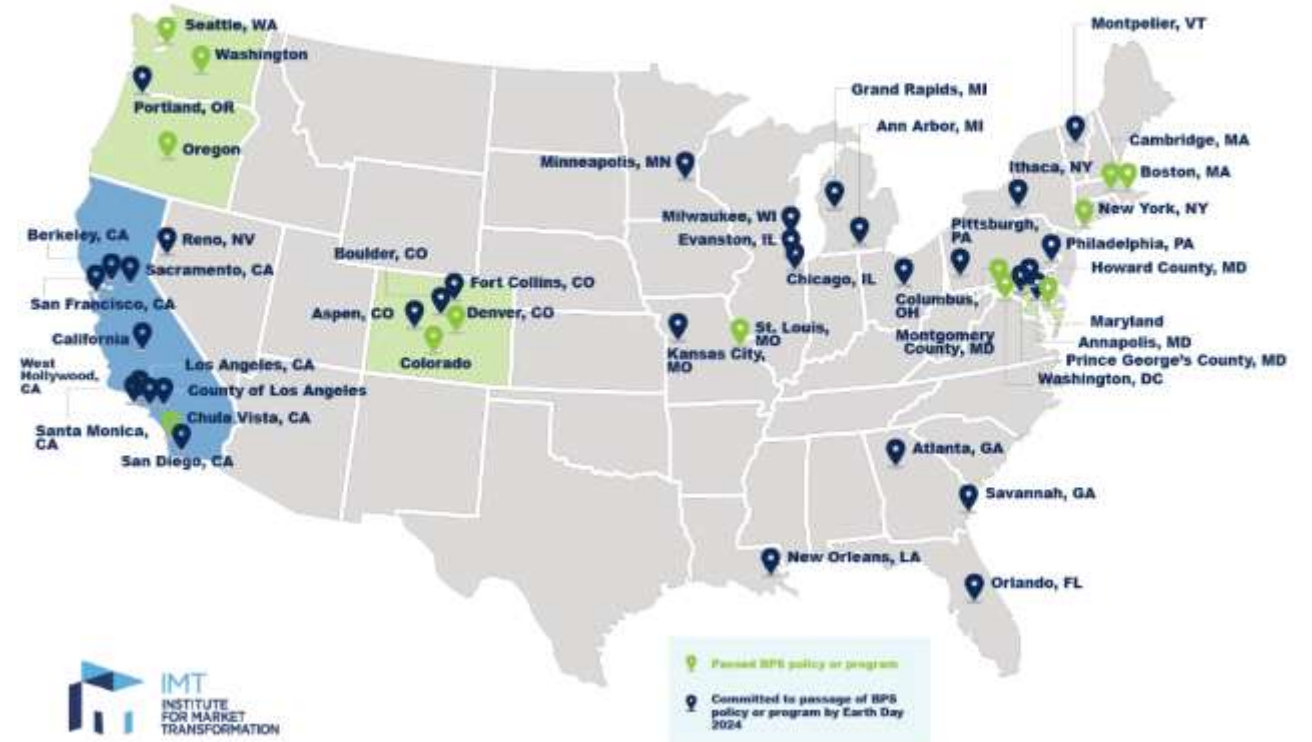 Seattle, WA
Washington
Portland, OR
Oregon
Berkeley, CA
Reno, NV
Sacramento, CA
San Francisco, CA
California
West
Hollywood,
CA
Los Angeles, CA
County of Los Angeles
Chula Vista, CA
Santa Monica,
CA
San Diego, CA
Boulder, CO
Fort Collins, CO
Aspen, CO
Denver, CO
Colorado
Minneapolis, MN
Milwaukee, WI
Evanston, IL
Chicago, IL
Grand Rapids, MI
Ann Arbor, MI
Kansas City,
MO
St. Louis,
MO
Columbus,
OH
Pittsburgh,
PA
Ithaca, NY
Montpelier, VT
Cambridge, MA
Boston, MA
New York, NY
Philadelphia, PA
Howard County, MD
Montgomery
County, MD
Maryland
Annapolis, MD
Prince George's County, MD
Washington, DC
Atlanta, GA
Savannah, GA
New Orleans, LA
Orlando, FL
Passed BPS policy or program
Committed to passage of BPS
policy or program by Earth Day
2024
IMT
INSTITUTE
FOR MARKET
TRANSFORMATION